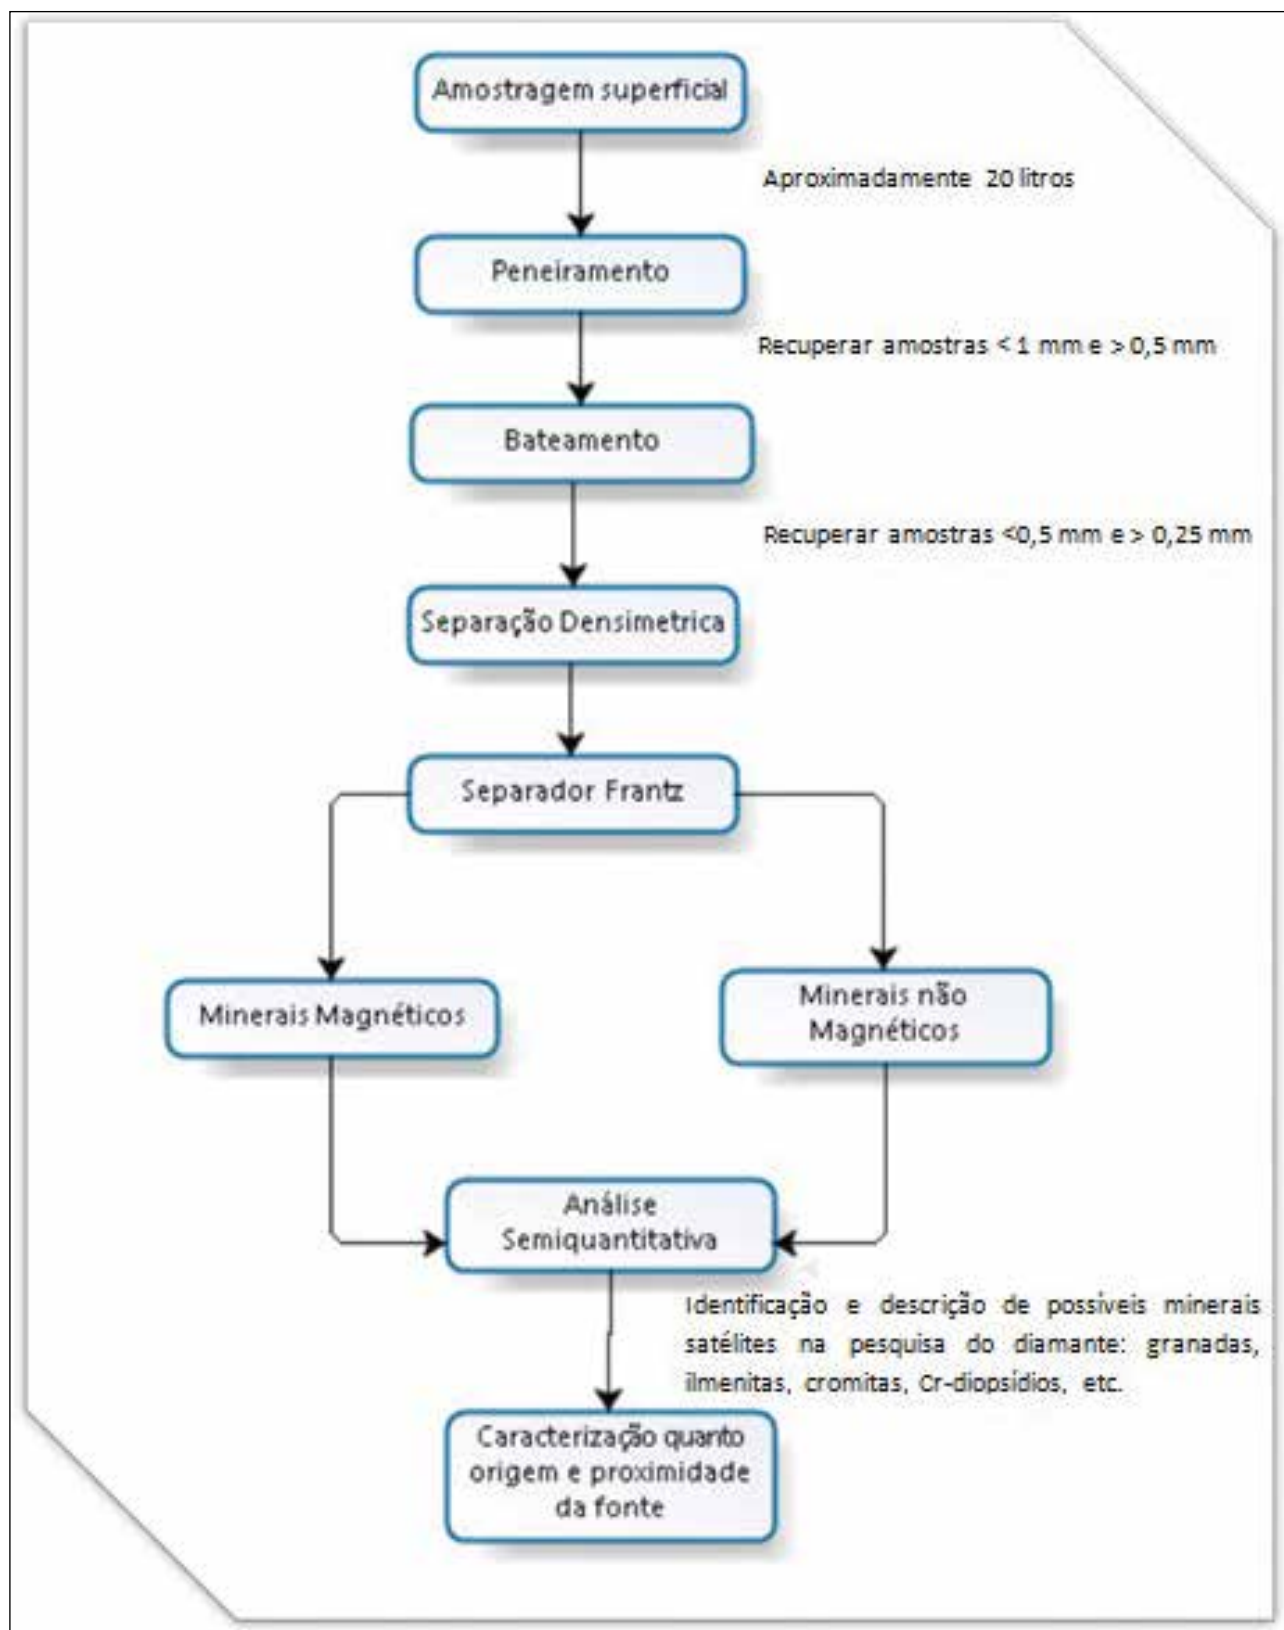 Amostragem superficial
Aproximadamente 20 litros
Peneiramento
Recuperar amostras < 1 mm e > 0,5 mm
Bateamento
Recuperar amostras <0,5 mm e > 0,25 mm
Separação Densimetrica
Separador Frantz
Minerais Magnéticos
Minerais não
Magnéticos
Análise
Semiquantitativa
Identificação e descrição de possíveis minerais
satélites na pesquisa do diamante: granadas,
ilmenitas, cromitas, Cr-diopsídios, etc.
Caracterização quanto
origem e proximidade
da fonte